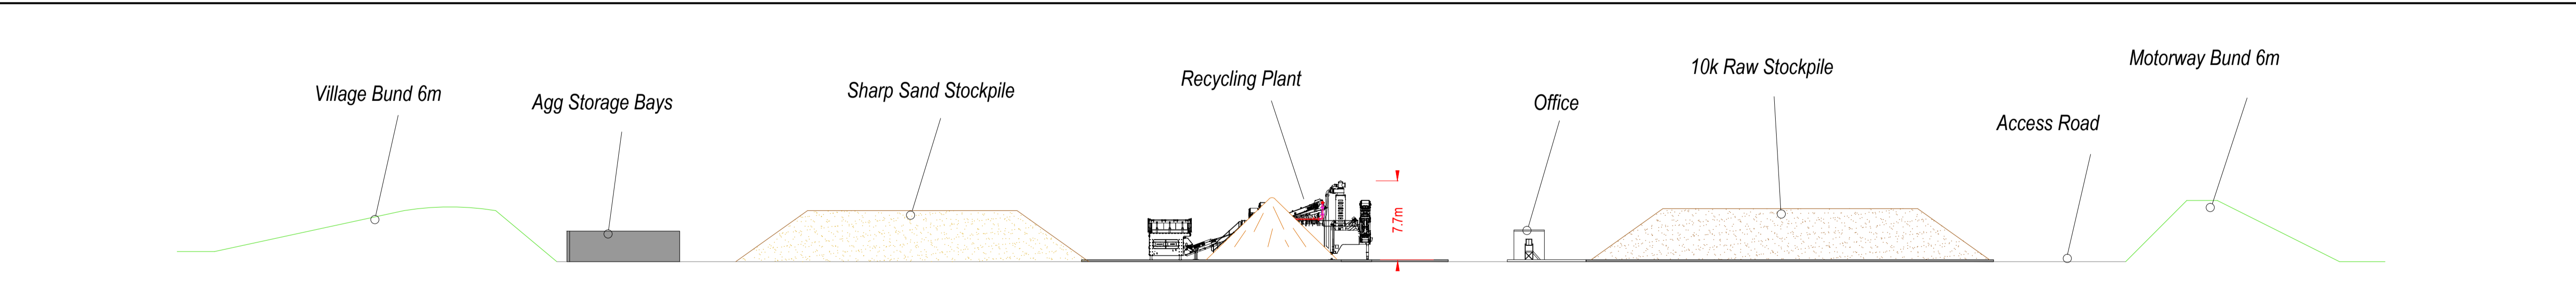 Village Bund 6m
Agg Storage Bays
Sharp Sand Stockpile
Recycling Plant
7.7m
Office
10k Raw Stockpile
Access Road
Motorway Bund 6m